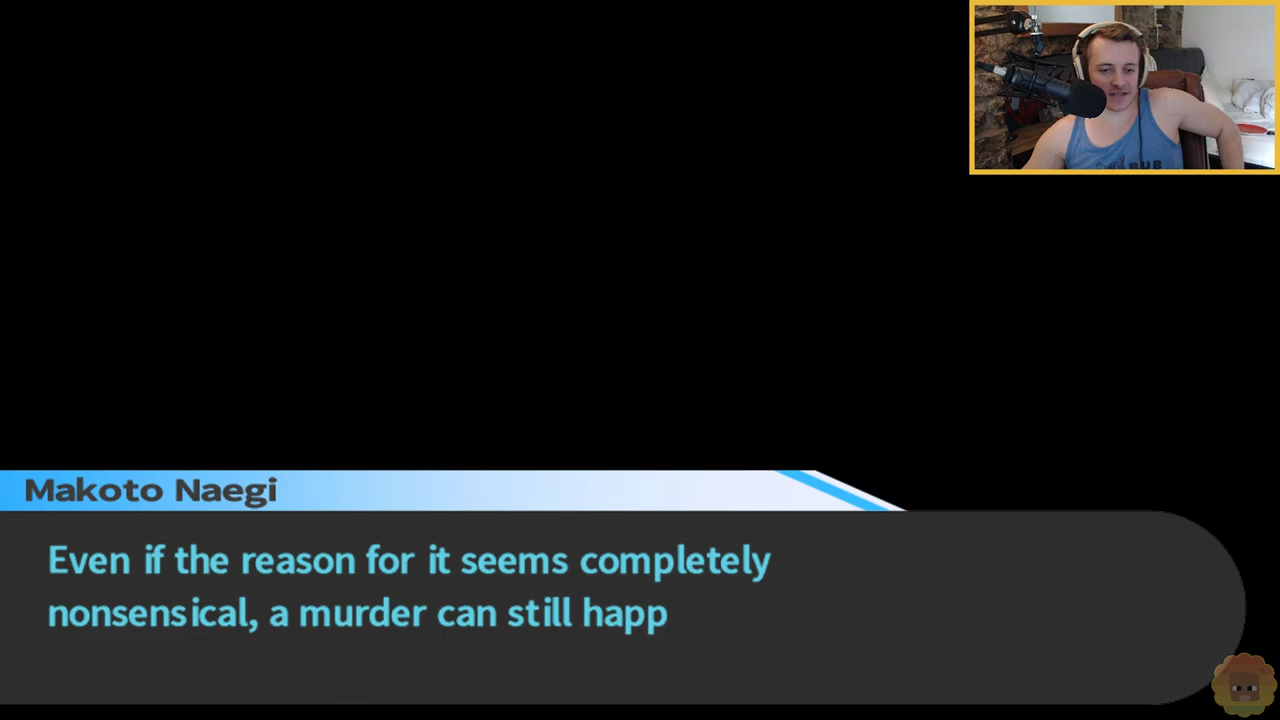 Makoto Naegi
Even if the reason for it seems completely
nonsensical, a murder can still happ